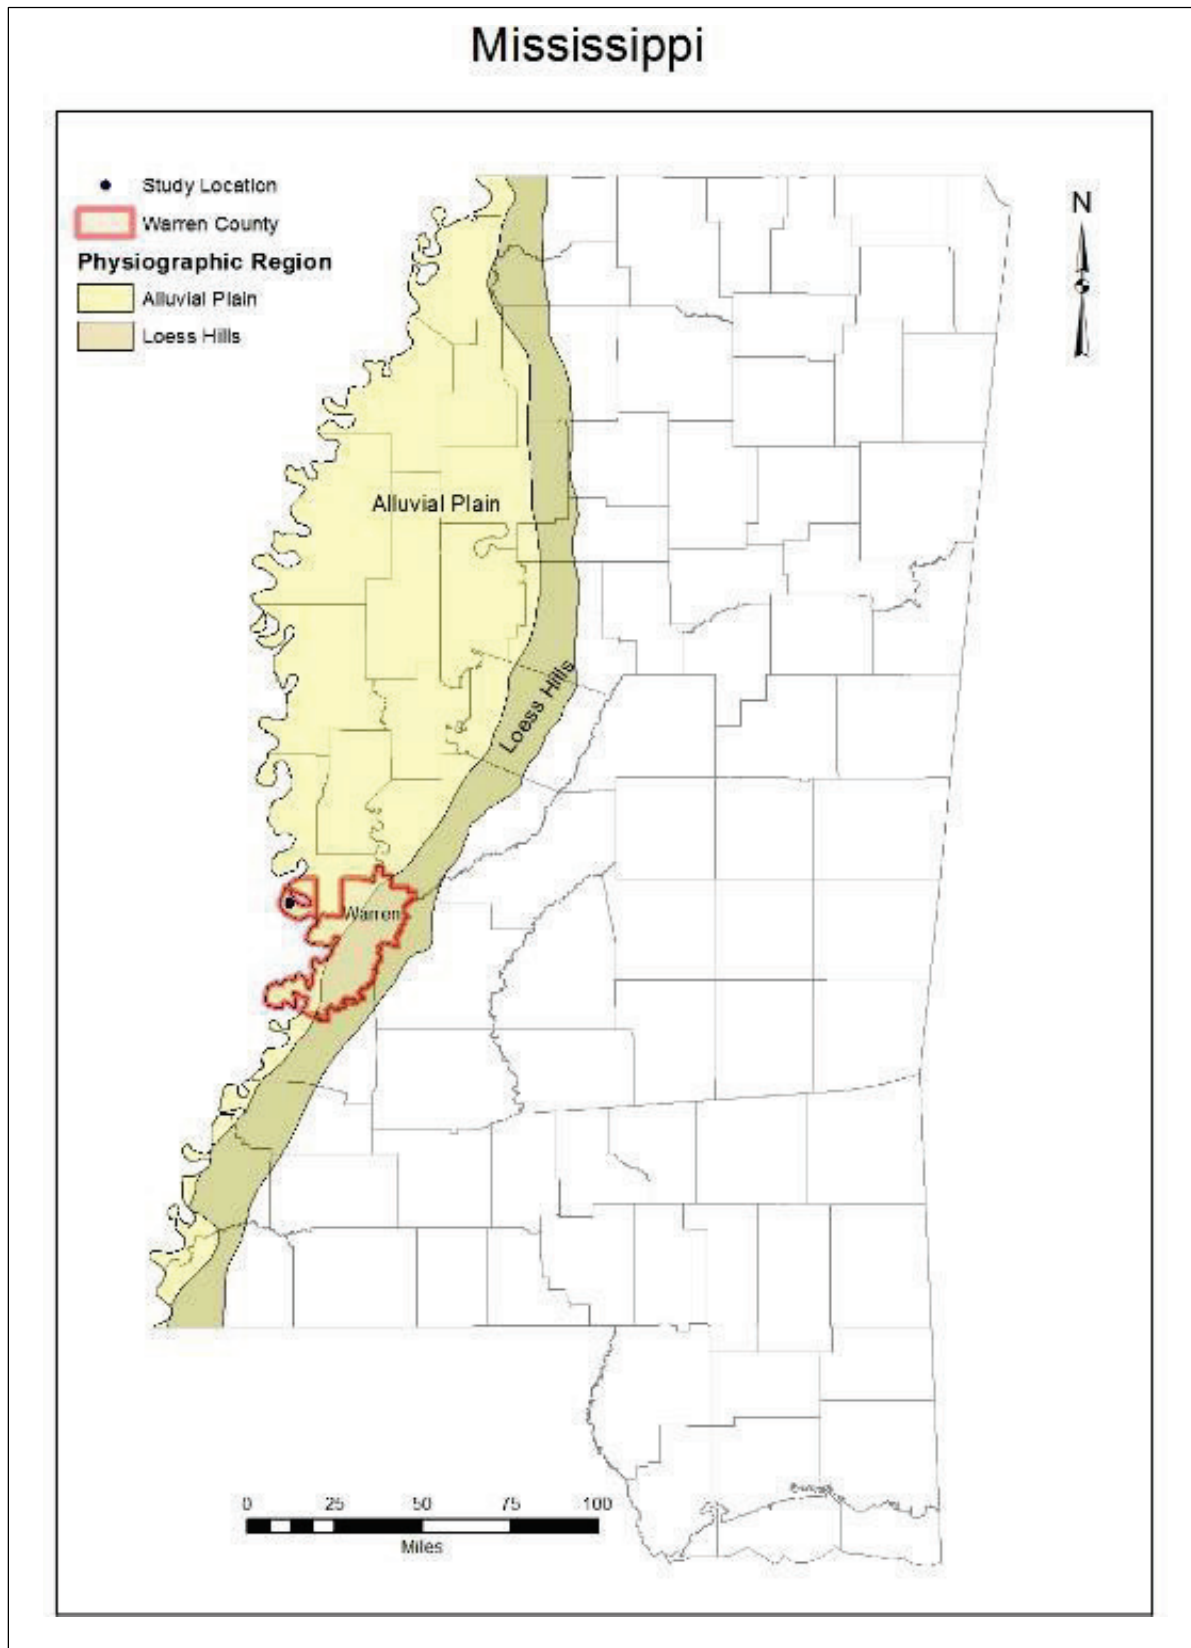 Mississippi
Study Location
Warren County
Physiographic Region
Alluvial Plain
Loess Hills
N
Alluvial Plain
Loess Hills
Warren
0 25 50 75 100
Miles